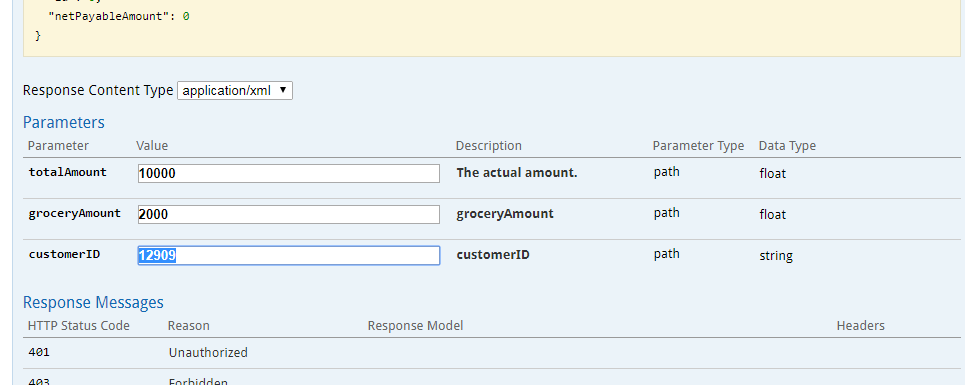 "netPayableAmount": 0
}
Response Content Type application/xml
Parameters
Parameter Value Description Parameter Type Data Type
totalAmount 10000 The actual amount. path float
groceryAmount 2000 groceryAmount path float
customerID 12909 customerID path string
Response Messages
HTTP Status Code Reason Response Model Headers
401 Unauthorized
403 Forbidden